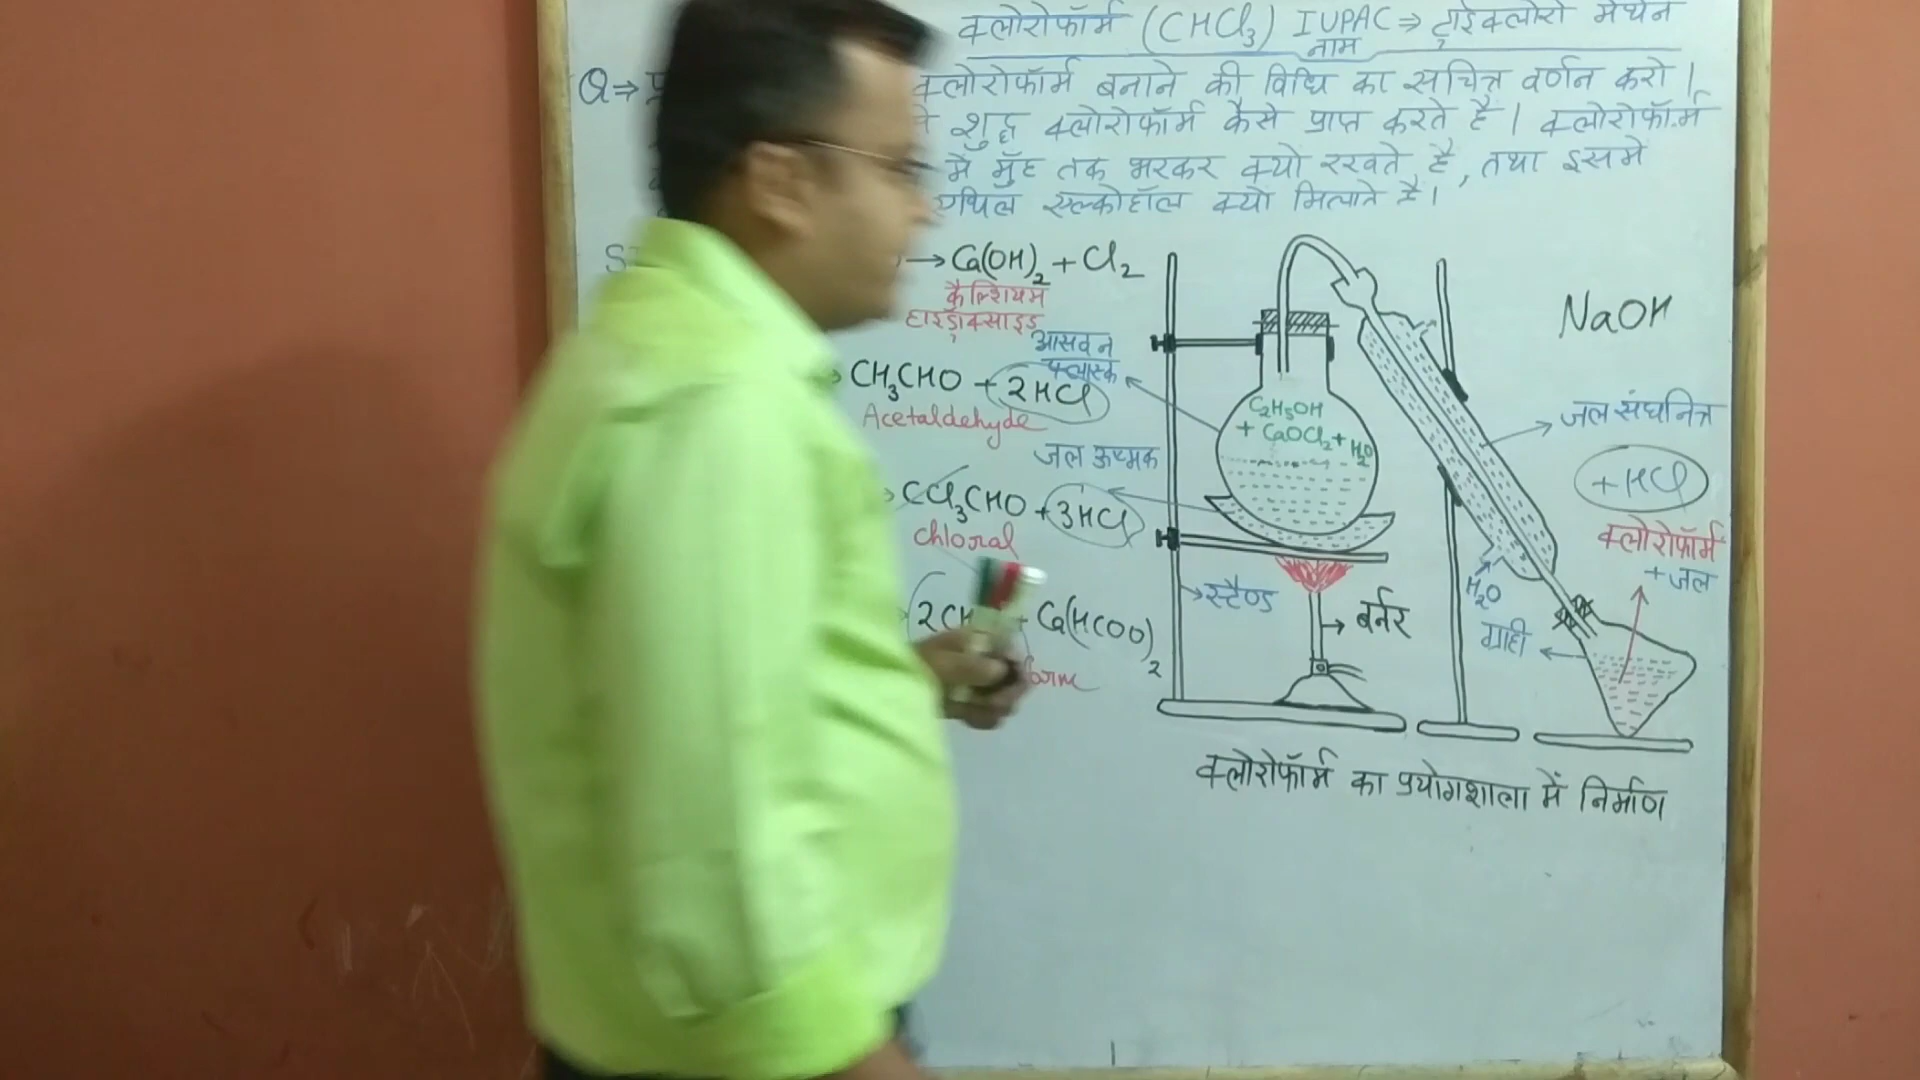 क्लोरोफॉर्म (CHCl₃) IUPAC ⇒ ट्राईक्लोरो मेथेन
नाम
Q⇒ क्लोरोफॉर्म बनाने की विधि का सचित्र वर्णन करो।
शुद्ध क्लोरोफॉर्म कैसे प्राप्त करते है। क्लोरोफॉर्म
में मुँह तक भरकर क्यो रखते है, तथा इसमे
एथिल एल्कोहॉल क्यो मिलाते है।
→ Ca(OH)₂ + Cl₂
कैल्शियम
हाइड्रोक्साइड
CH₃CHO + 2HCl
Acetaldehyde
CCl₃CHO + 3HCl
chloral
2CH + Ca(HCOO)₂
आसवन
फ्लास्क
जल ऊष्मक
C₂H₅OH
+ CaOCl₂ + H₂O
NaOH
जल संघनित्र
+HCl
क्लोरोफॉर्म
+ जल
स्टैण्ड
बर्नर
H₂O
ग्राही
क्लोरोफॉर्म का प्रयोगशाला में निर्माण